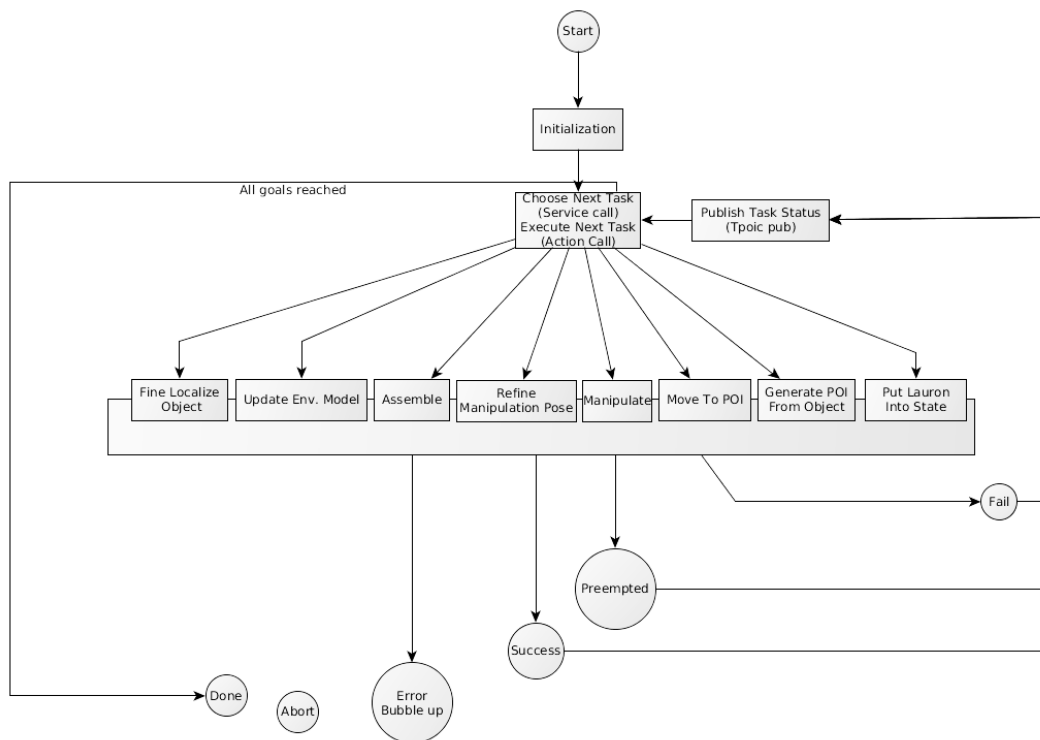 Start
Initialization
All goals reached
Choose Next Task
(Service call)
Execute Next Task
(Action Call)
Publish Task Status
(Tpoic pub)
Fine Localize
Object
Update Env. Model
Assemble
Refine
Manipulation Pose
Manipulate
Move To POI
Generate POI
From Object
Put Lauron
Into State
Fail
Preempted
Success
Done
Abort
Error
Bubble up